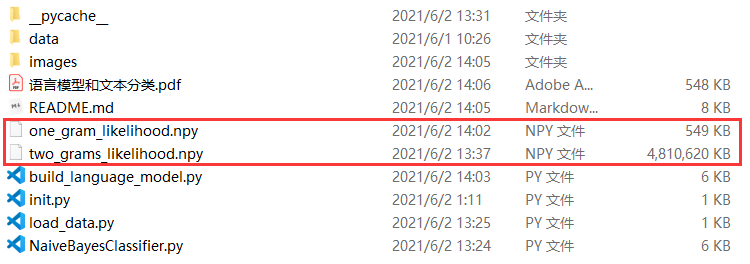 __pycache__ 2021/6/2 13:31 文件夹
data 2021/6/1 10:26 文件夹
images 2021/6/2 14:05 文件夹
语言模型和文本分类.pdf 2021/6/2 14:06 Adobe A... 548 KB
README.md 2021/6/2 14:05 Markdow... 8 KB
one_gram_likelihood.npy 2021/6/2 14:02 NPY 文件 549 KB
two_grams_likelihood.npy 2021/6/2 13:37 NPY 文件 4,810,620 KB
build_language_model.py 2021/6/2 14:03 PY 文件 6 KB
init.py 2021/6/2 1:11 PY 文件 1 KB
load_data.py 2021/6/2 13:25 PY 文件 1 KB
NaiveBayesClassifier.py 2021/6/2 13:24 PY 文件 6 KB